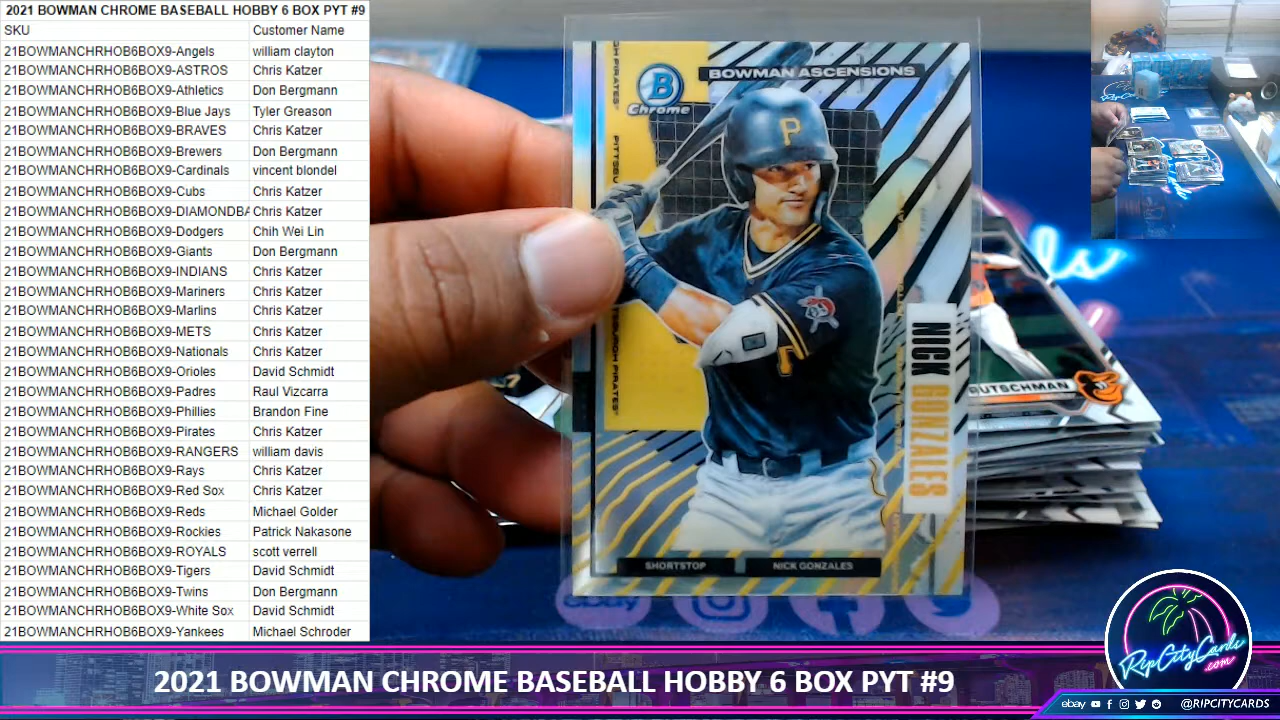 2021 BOWMAN CHROME BASEBALL HOBBY 6 BOX PYT #9
SKU Customer Name
21BOWMANCHRHOB6BOX9-Angels william clayton
21BOWMANCHRHOB6BOX9-ASTROS Chris Katzer
21BOWMANCHRHOB6BOX9-Athletics Don Bergmann
21BOWMANCHRHOB6BOX9-Blue Jays Tyler Greason
21BOWMANCHRHOB6BOX9-BRAVES Chris Katzer
21BOWMANCHRHOB6BOX9-Brewers Don Bergmann
21BOWMANCHRHOB6BOX9-Cardinals vincent blondel
21BOWMANCHRHOB6BOX9-Cubs Chris Katzer
21BOWMANCHRHOB6BOX9-DIAMONDBA Chris Katzer
21BOWMANCHRHOB6BOX9-Dodgers Chih Wei Lin
21BOWMANCHRHOB6BOX9-Giants Don Bergmann
21BOWMANCHRHOB6BOX9-INDIANS Chris Katzer
21BOWMANCHRHOB6BOX9-Mariners Chris Katzer
21BOWMANCHRHOB6BOX9-Marlins Chris Katzer
21BOWMANCHRHOB6BOX9-METS Chris Katzer
21BOWMANCHRHOB6BOX9-Nationals Chris Katzer
21BOWMANCHRHOB6BOX9-Orioles David Schmidt
21BOWMANCHRHOB6BOX9-Padres Raul Vizcarra
21BOWMANCHRHOB6BOX9-Phillies Brandon Fine
21BOWMANCHRHOB6BOX9-Pirates Chris Katzer
21BOWMANCHRHOB6BOX9-RANGERS william davis
21BOWMANCHRHOB6BOX9-Rays Chris Katzer
21BOWMANCHRHOB6BOX9-Red Sox Chris Katzer
21BOWMANCHRHOB6BOX9-Reds Michael Golder
21BOWMANCHRHOB6BOX9-Rockies Patrick Nakasone
21BOWMANCHRHOB6BOX9-ROYALS scott verrell
21BOWMANCHRHOB6BOX9-Tigers David Schmidt
21BOWMANCHRHOB6BOX9-Twins Don Bergmann
21BOWMANCHRHOB6BOX9-White Sox David Schmidt
21BOWMANCHRHOB6BOX9-Yankees Michael Schroder
BOWMAN ASCENSIONS
B
Chrome
P
NICK GONZALES
SHORTSTOP NICK GONZALES
UTSCHMAN
ebay
2021 BOWMAN CHROME BASEBALL HOBBY 6 BOX PYT #9
RipCityCards
.com
ebay @RIPCITYCARDS